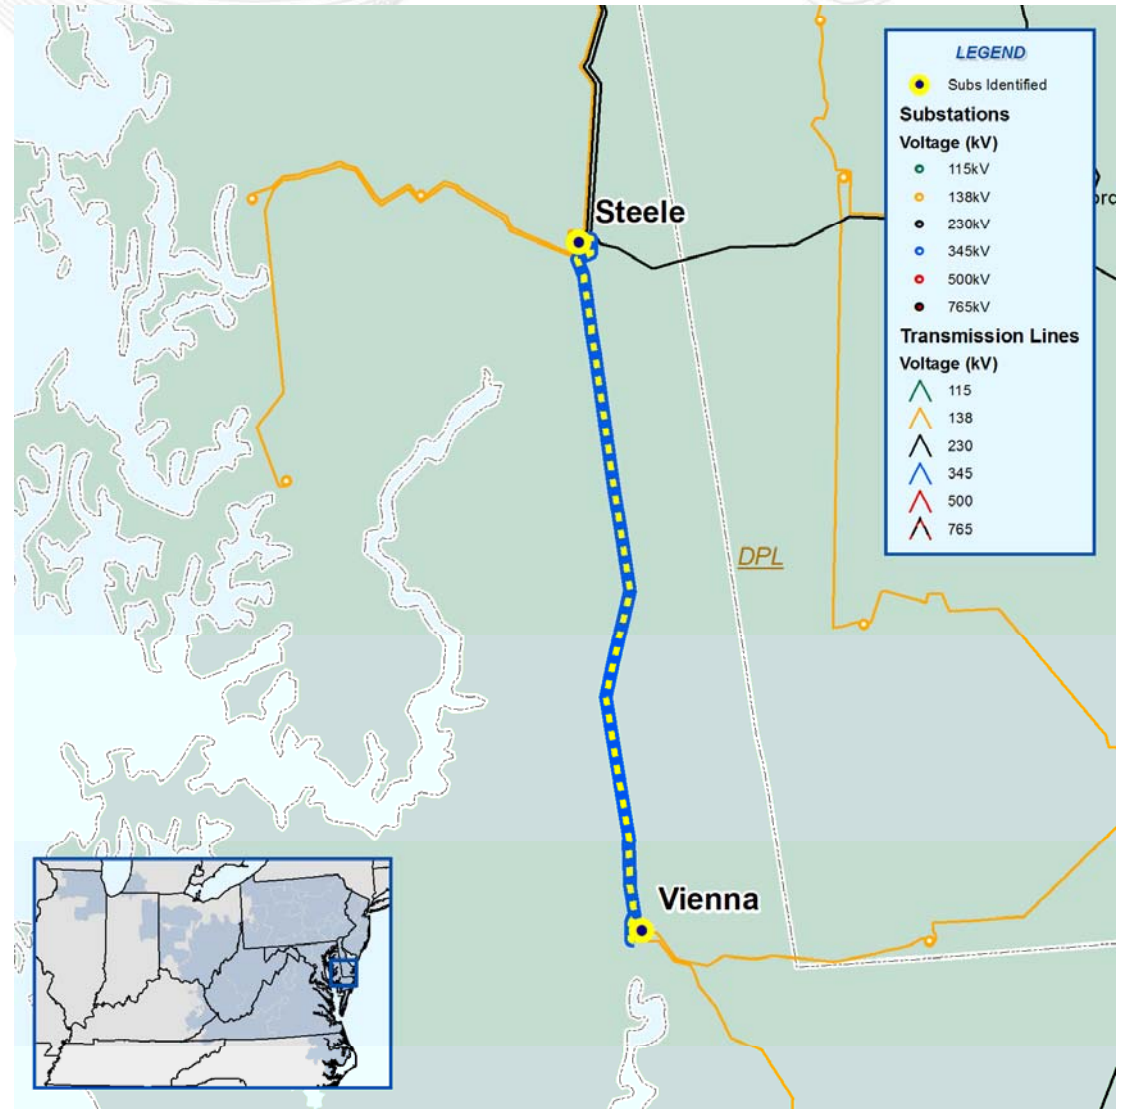 LEGEND
Subs Identified
Substations
Voltage (kV)
115kV
138kV
230kV
345kV
500kV
765kV
Transmission Lines
Voltage (kV)
115
138
230
345
500
765
Steele
DPL
Vienna